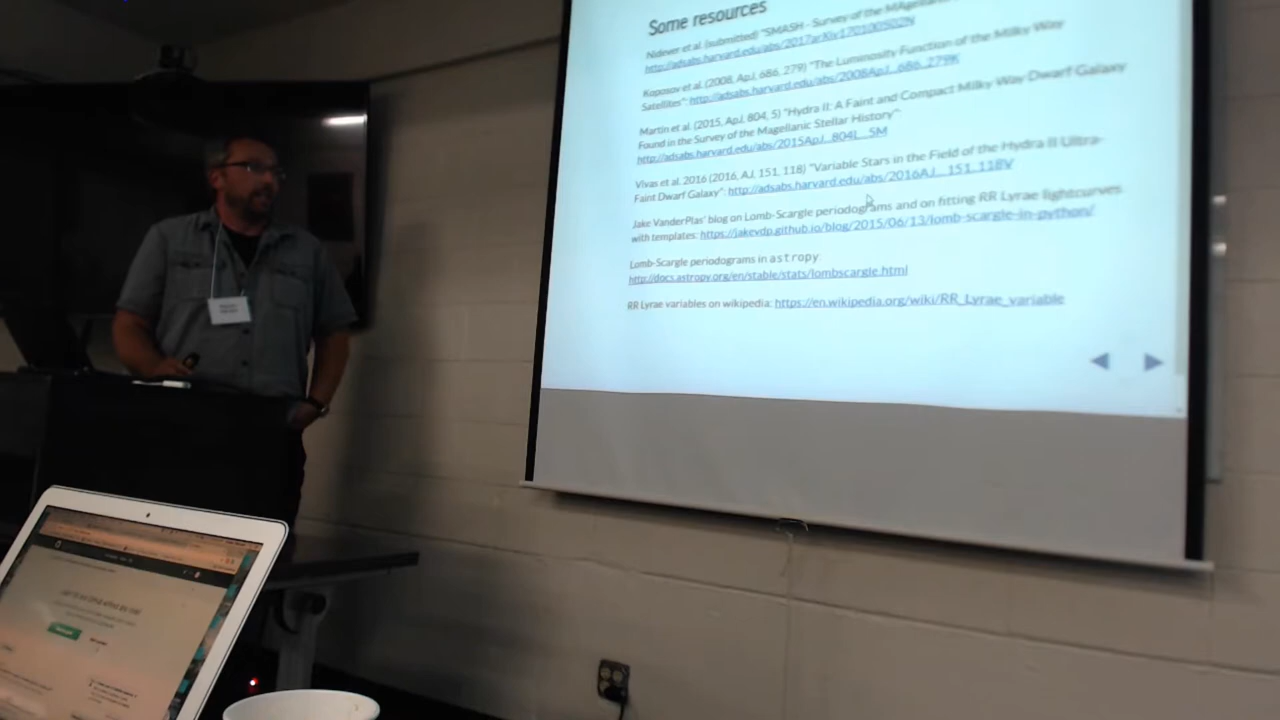 Some resources
Nidever et al. (submitted) "SMASH - Survey of the MAgellanic
http://adsabs.harvard.edu/abs/2017arXiv170100502N
Koposov et al. (2008, ApJ, 686, 279) "The Luminosity Function of the Milky Way
Satellites": http://adsabs.harvard.edu/abs/2008ApJ...686..279K
Martin et al. (2015, ApJ, 804, 5) "Hydra II: A Faint and Compact Milky Way Dwarf Galaxy
Found in the Survey of the Magellanic Stellar History":
http://adsabs.harvard.edu/abs/2015ApJ...804L...5M
Vivas et al. 2016 (2016, AJ, 151, 118) "Variable Stars in the Field of the Hydra II Ultra-
Faint Dwarf Galaxy": http://adsabs.harvard.edu/abs/2016AJ....151..118V
Jake VanderPlas' blog on Lomb-Scargle periodograms and on fitting RR Lyrae lightcurves
with templates: https://jakevdp.github.io/blog/2015/06/13/lomb-scargle-in-python/
Lomb-Scargle periodograms in astropy:
http://docs.astropy.org/en/stable/stats/lombscargle.html
RR Lyrae variables on wikipedia: https://en.wikipedia.org/wiki/RR_Lyrae_variable